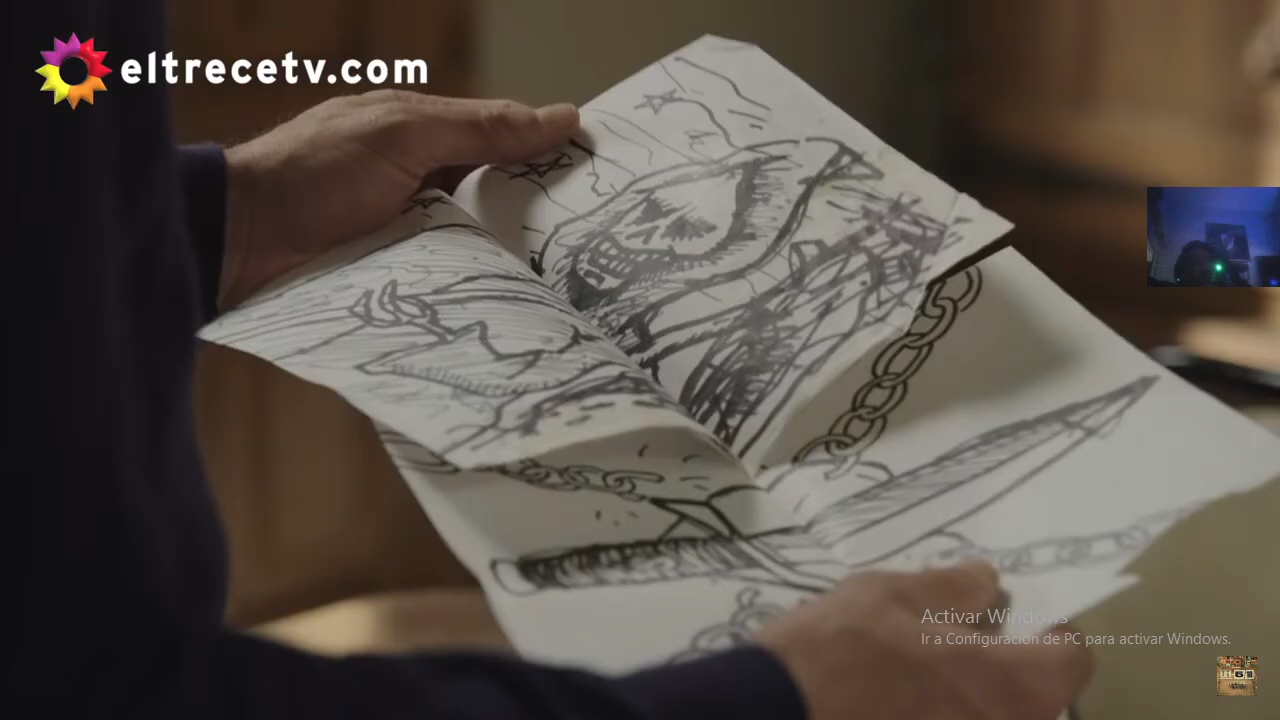 eltrecetv.com
Activar Windows
Ir a Configuración de PC para activar Windows.